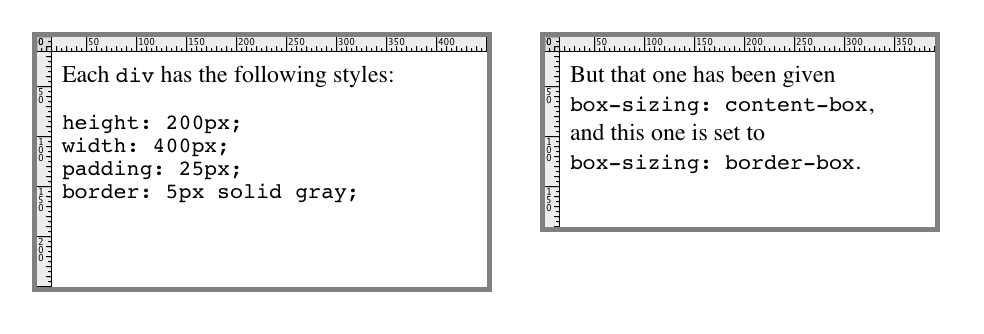 0 50 100 150 200 250 300 350 400
50
100
150
200
Each div has the following styles:
height: 200px;
width: 400px;
padding: 25px;
border: 5px solid gray;
0 50 100 150 200 250 300 350
50
100
150
But that one has been given
box-sizing: content-box,
and this one is set to
box-sizing: border-box.